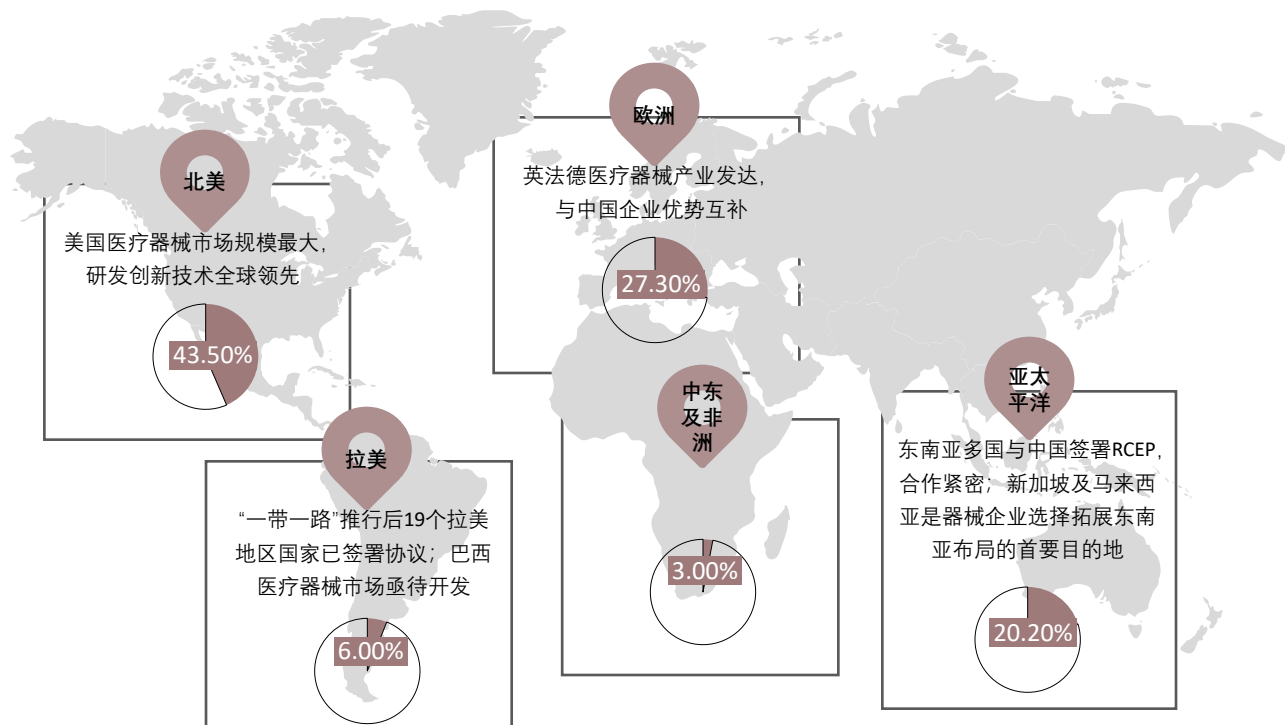 北美
美国医疗器械市场规模最大，
研发创新技术全球领先
43.50%
欧洲
英法德医疗器械产业发达，
与中国企业优势互补
27.30%
拉美
“一带一路”推行后19个拉美
地区国家已签署协议；巴西
医疗器械市场亟待开发
6.00%
中东
及非
洲
3.00%
亚太
平洋
东南亚多国与中国签署RCEP，
合作紧密；新加坡及马来西
亚是器械企业选择拓展东南
亚布局的首要目的地
20.20%